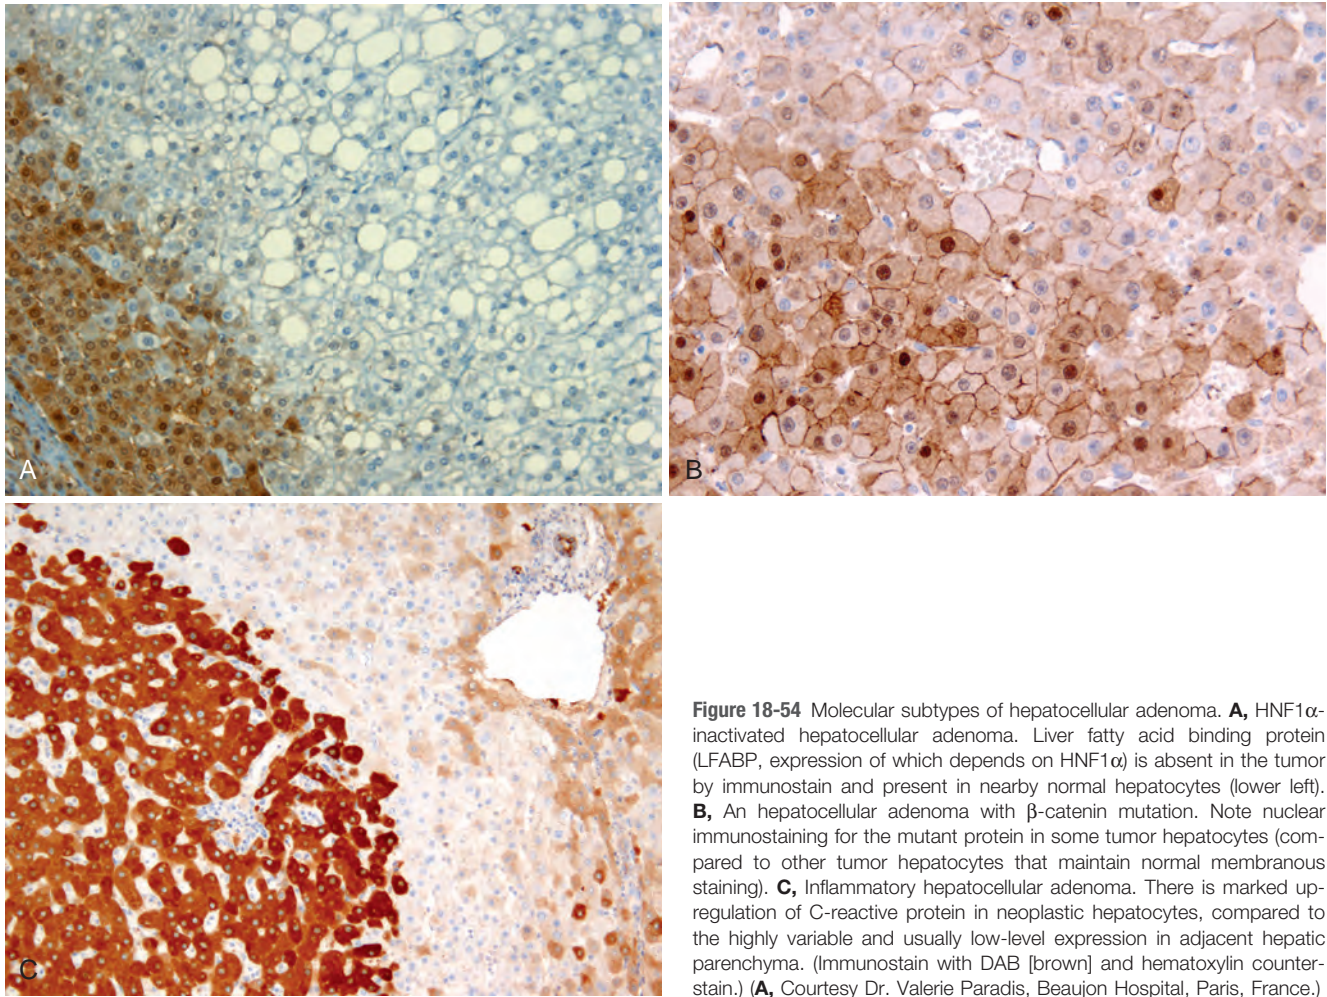 A
B
C
Figure 18-54 Molecular subtypes of hepatocellular adenoma. A, HNF1α-
inactivated hepatocellular adenoma. Liver fatty acid binding protein
(LFABP, expression of which depends on HNF1α) is absent in the tumor
by immunostain and present in nearby normal hepatocytes (lower left).
B, An hepatocellular adenoma with β-catenin mutation. Note nuclear
immunostaining for the mutant protein in some tumor hepatocytes (com-
pared to other tumor hepatocytes that maintain normal membranous
staining). C, Inflammatory hepatocellular adenoma. There is marked up-
regulation of C-reactive protein in neoplastic hepatocytes, compared to
the highly variable and usually low-level expression in adjacent hepatic
parenchyma. (Immunostain with DAB [brown] and hematoxylin counter-
stain.) (A, Courtesy Dr. Valerie Paradis, Beaujon Hospital, Paris, France.)